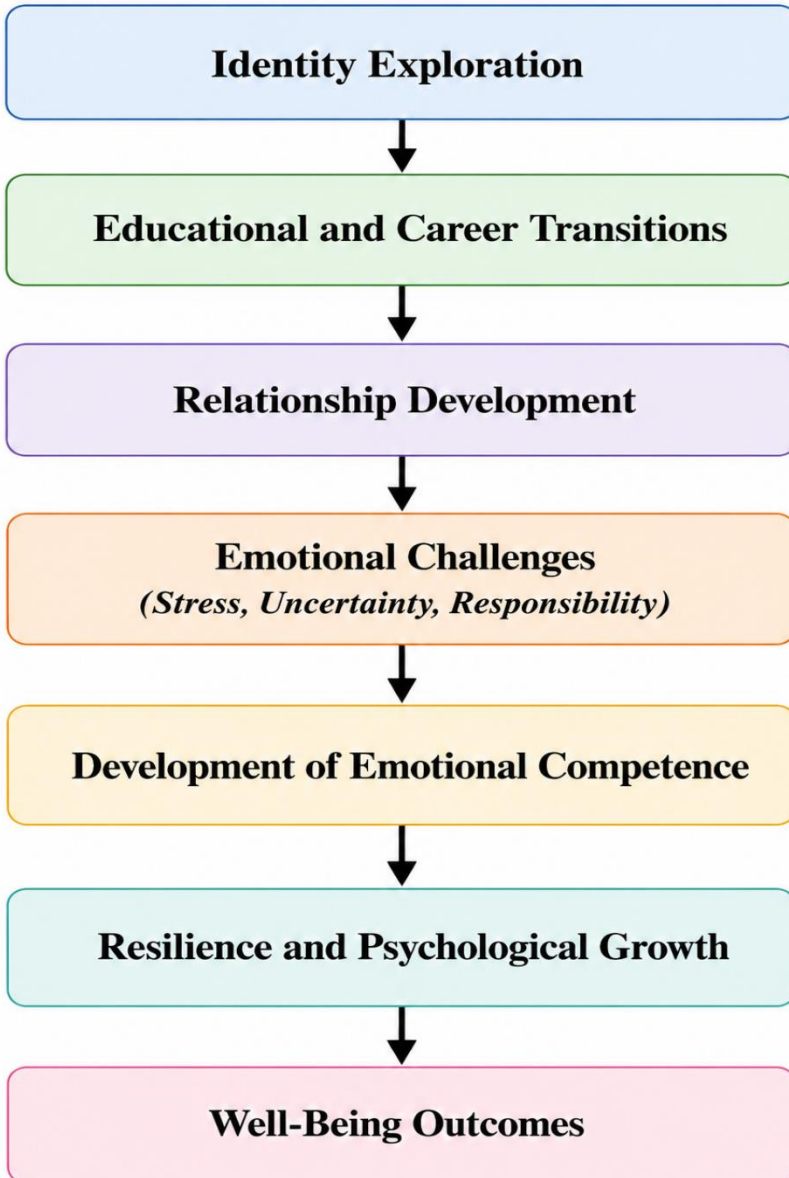 Identity Exploration
Educational and Career Transitions
Relationship Development
Emotional Challenges
(Stress, Uncertainty, Responsibility)
Development of Emotional Competence
Resilience and Psychological Growth
Well-Being Outcomes